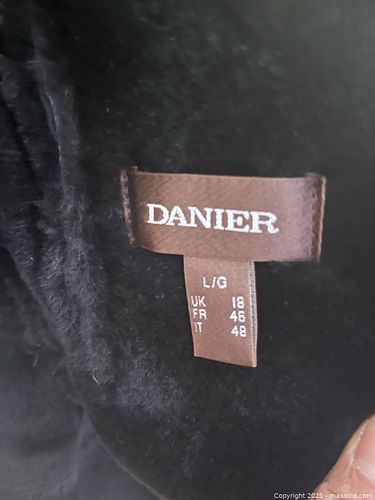 DANIER
L/G
UK 18
FR 46
IT 48
Copyright 2025 - maxsold.com